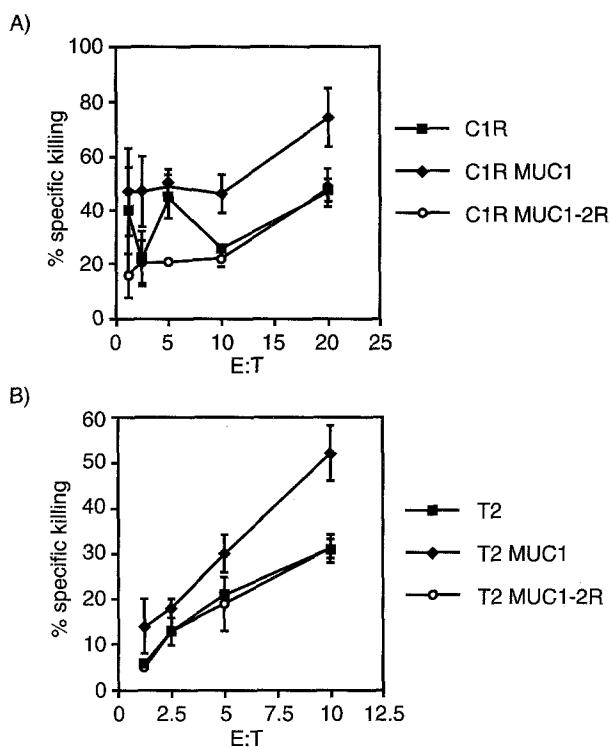 A)
100
80
60
40
20
0
% specific killing
0 5 10 15 20 25
E:T
C1R
C1R MUC1
C1R MUC1-2R
B)
60
50
40
30
20
10
0
% specific killing
0 2.5 5 7.5 10 12.5
E:T
T2
T2 MUC1
T2 MUC1-2R